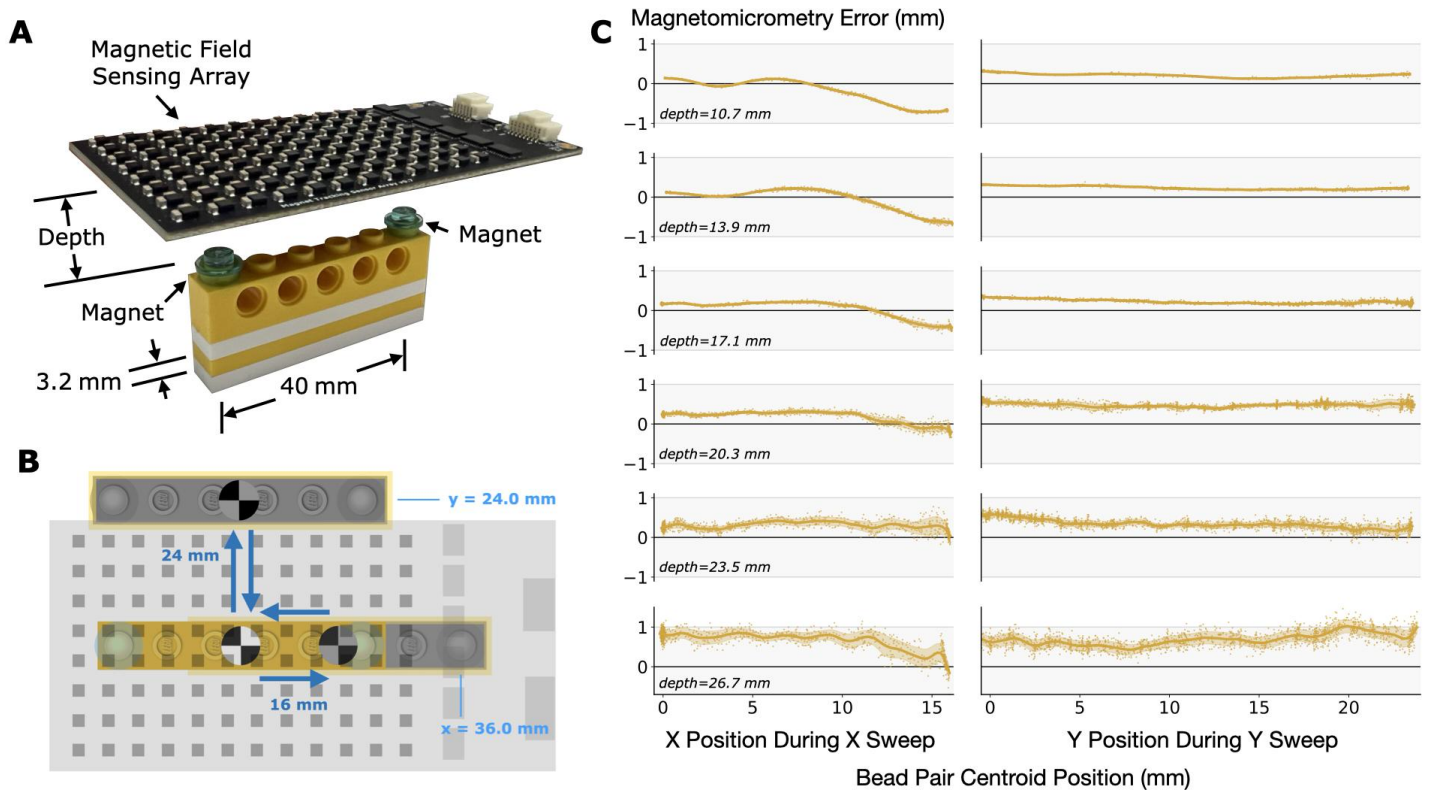 A
Magnetic Field
Sensing Array
Depth
Magnet
Magnet
3.2 mm
40 mm
B
y = 24.0 mm
24 mm
16 mm
x = 36.0 mm
C
Magnetomicrometry Error (mm)
1
0
−1
depth=10.7 mm
1
0
−1
depth=13.9 mm
1
0
−1
depth=17.1 mm
1
0
−1
depth=20.3 mm
1
0
−1
depth=23.5 mm
1
0
depth=26.7 mm
0 5 10 15
0 5 10 15 20
X Position During X Sweep
Y Position During Y Sweep
Bead Pair Centroid Position (mm)